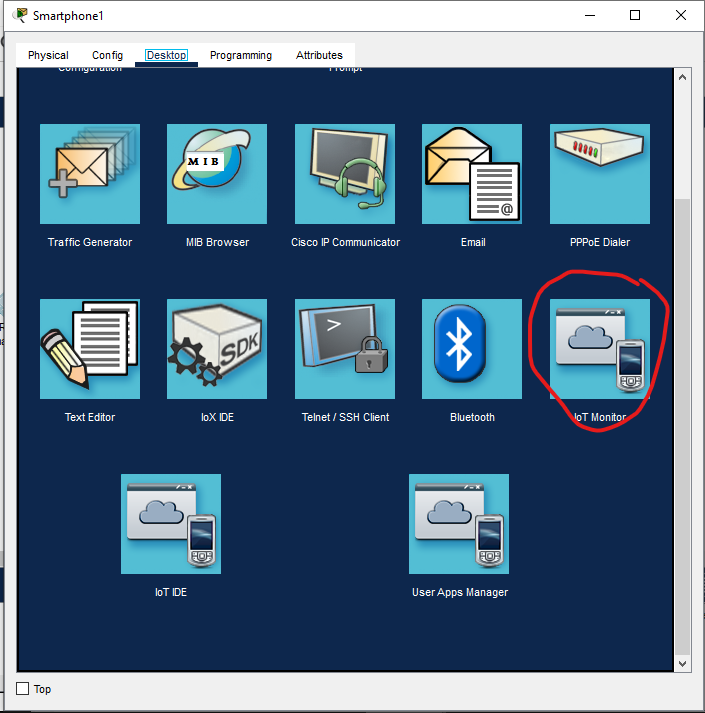 Smartphone1
Physical Config Desktop Programming Attributes
Configuration Prompt
MIB
Traffic Generator MIB Browser Cisco IP Communicator Email PPPoE Dialer
SDK
Text Editor IoX IDE Telnet / SSH Client Bluetooth IoT Monitor
IoT IDE User Apps Manager
Top